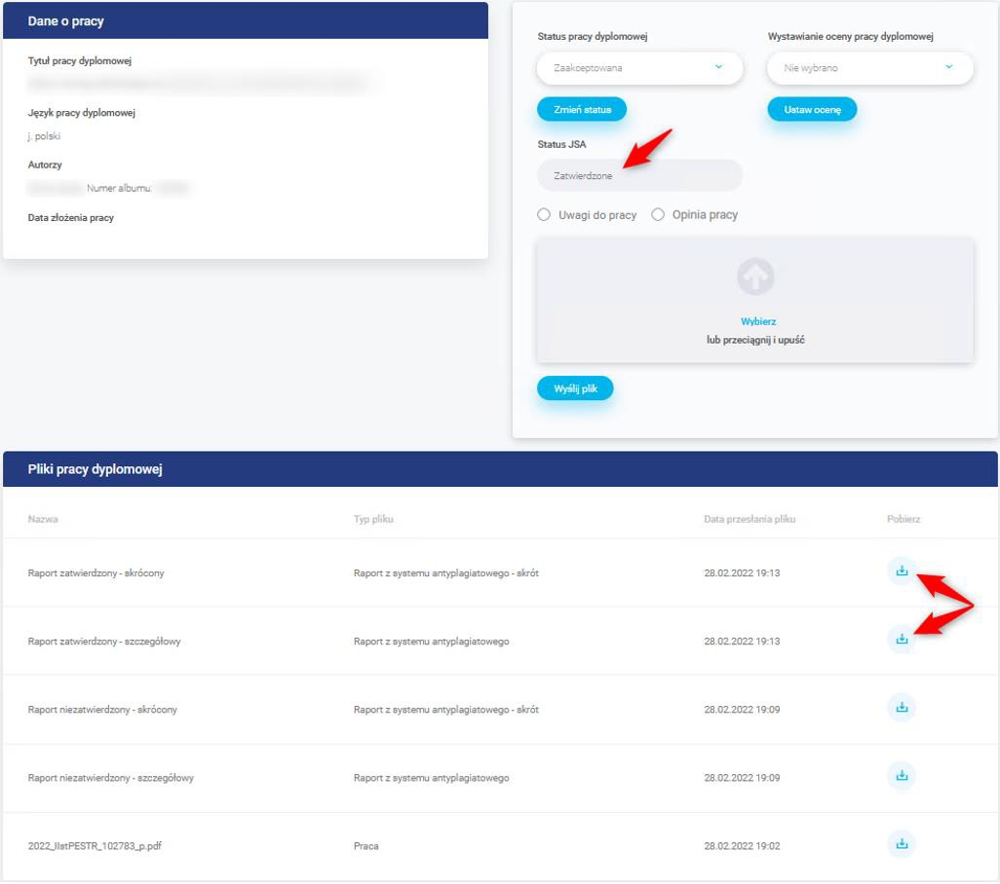 Dane o pracy
Tytuł pracy dyplomowej
Język pracy dyplomowej
j. polski
Autorzy
Numer albumu:
Data złożenia pracy
Status pracy dyplomowej
Wystawianie oceny pracy dyplomowej
Zaakceptowana
Nie wybrano
Zmień status
Ustaw ocenę
Status JSA
Zatwierdzone
Uwagi do pracy
Opinia pracy
Wybierz
lub przeciągnij i upuść
Wyślij plik
Pliki pracy dyplomowej
Nazwa Typ pliku Data przesłania pliku Pobierz
Raport zatwierdzony - skrócony Raport z systemu antyplagiatowego - skrót 28.02.2022 19:13
Raport zatwierdzony - szczegółowy Raport z systemu antyplagiatowego 28.02.2022 19:13
Raport niezatwierdzony - skrócony Raport z systemu antyplagiatowego - skrót 28.02.2022 19:09
Raport niezatwierdzony - szczegółowy Raport z systemu antyplagiatowego 28.02.2022 19:09
2022_IIstPESTR_102783_p.pdf Praca 28.02.2022 19:02